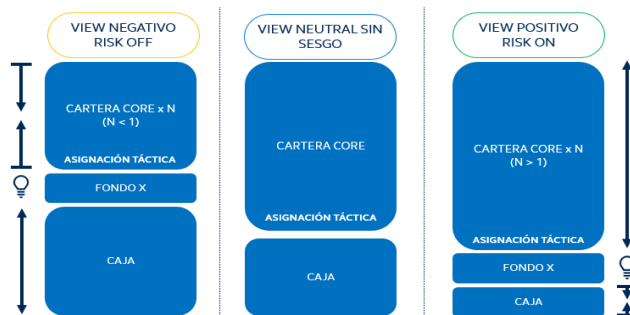 VIEW NEGATIVO
RISK OFF
CARTERA CORE x N
(N < 1)
ASIGNACIÓN TÁCTICA
FONDO X
CAJA
VIEW NEUTRAL SIN
SESGO
CARTERA CORE
ASIGNACIÓN TÁCTICA
CAJA
VIEW POSITIVO
RISK ON
CARTERA CORE x N
(N > 1)
ASIGNACIÓN TÁCTICA
FONDO X
CAJA